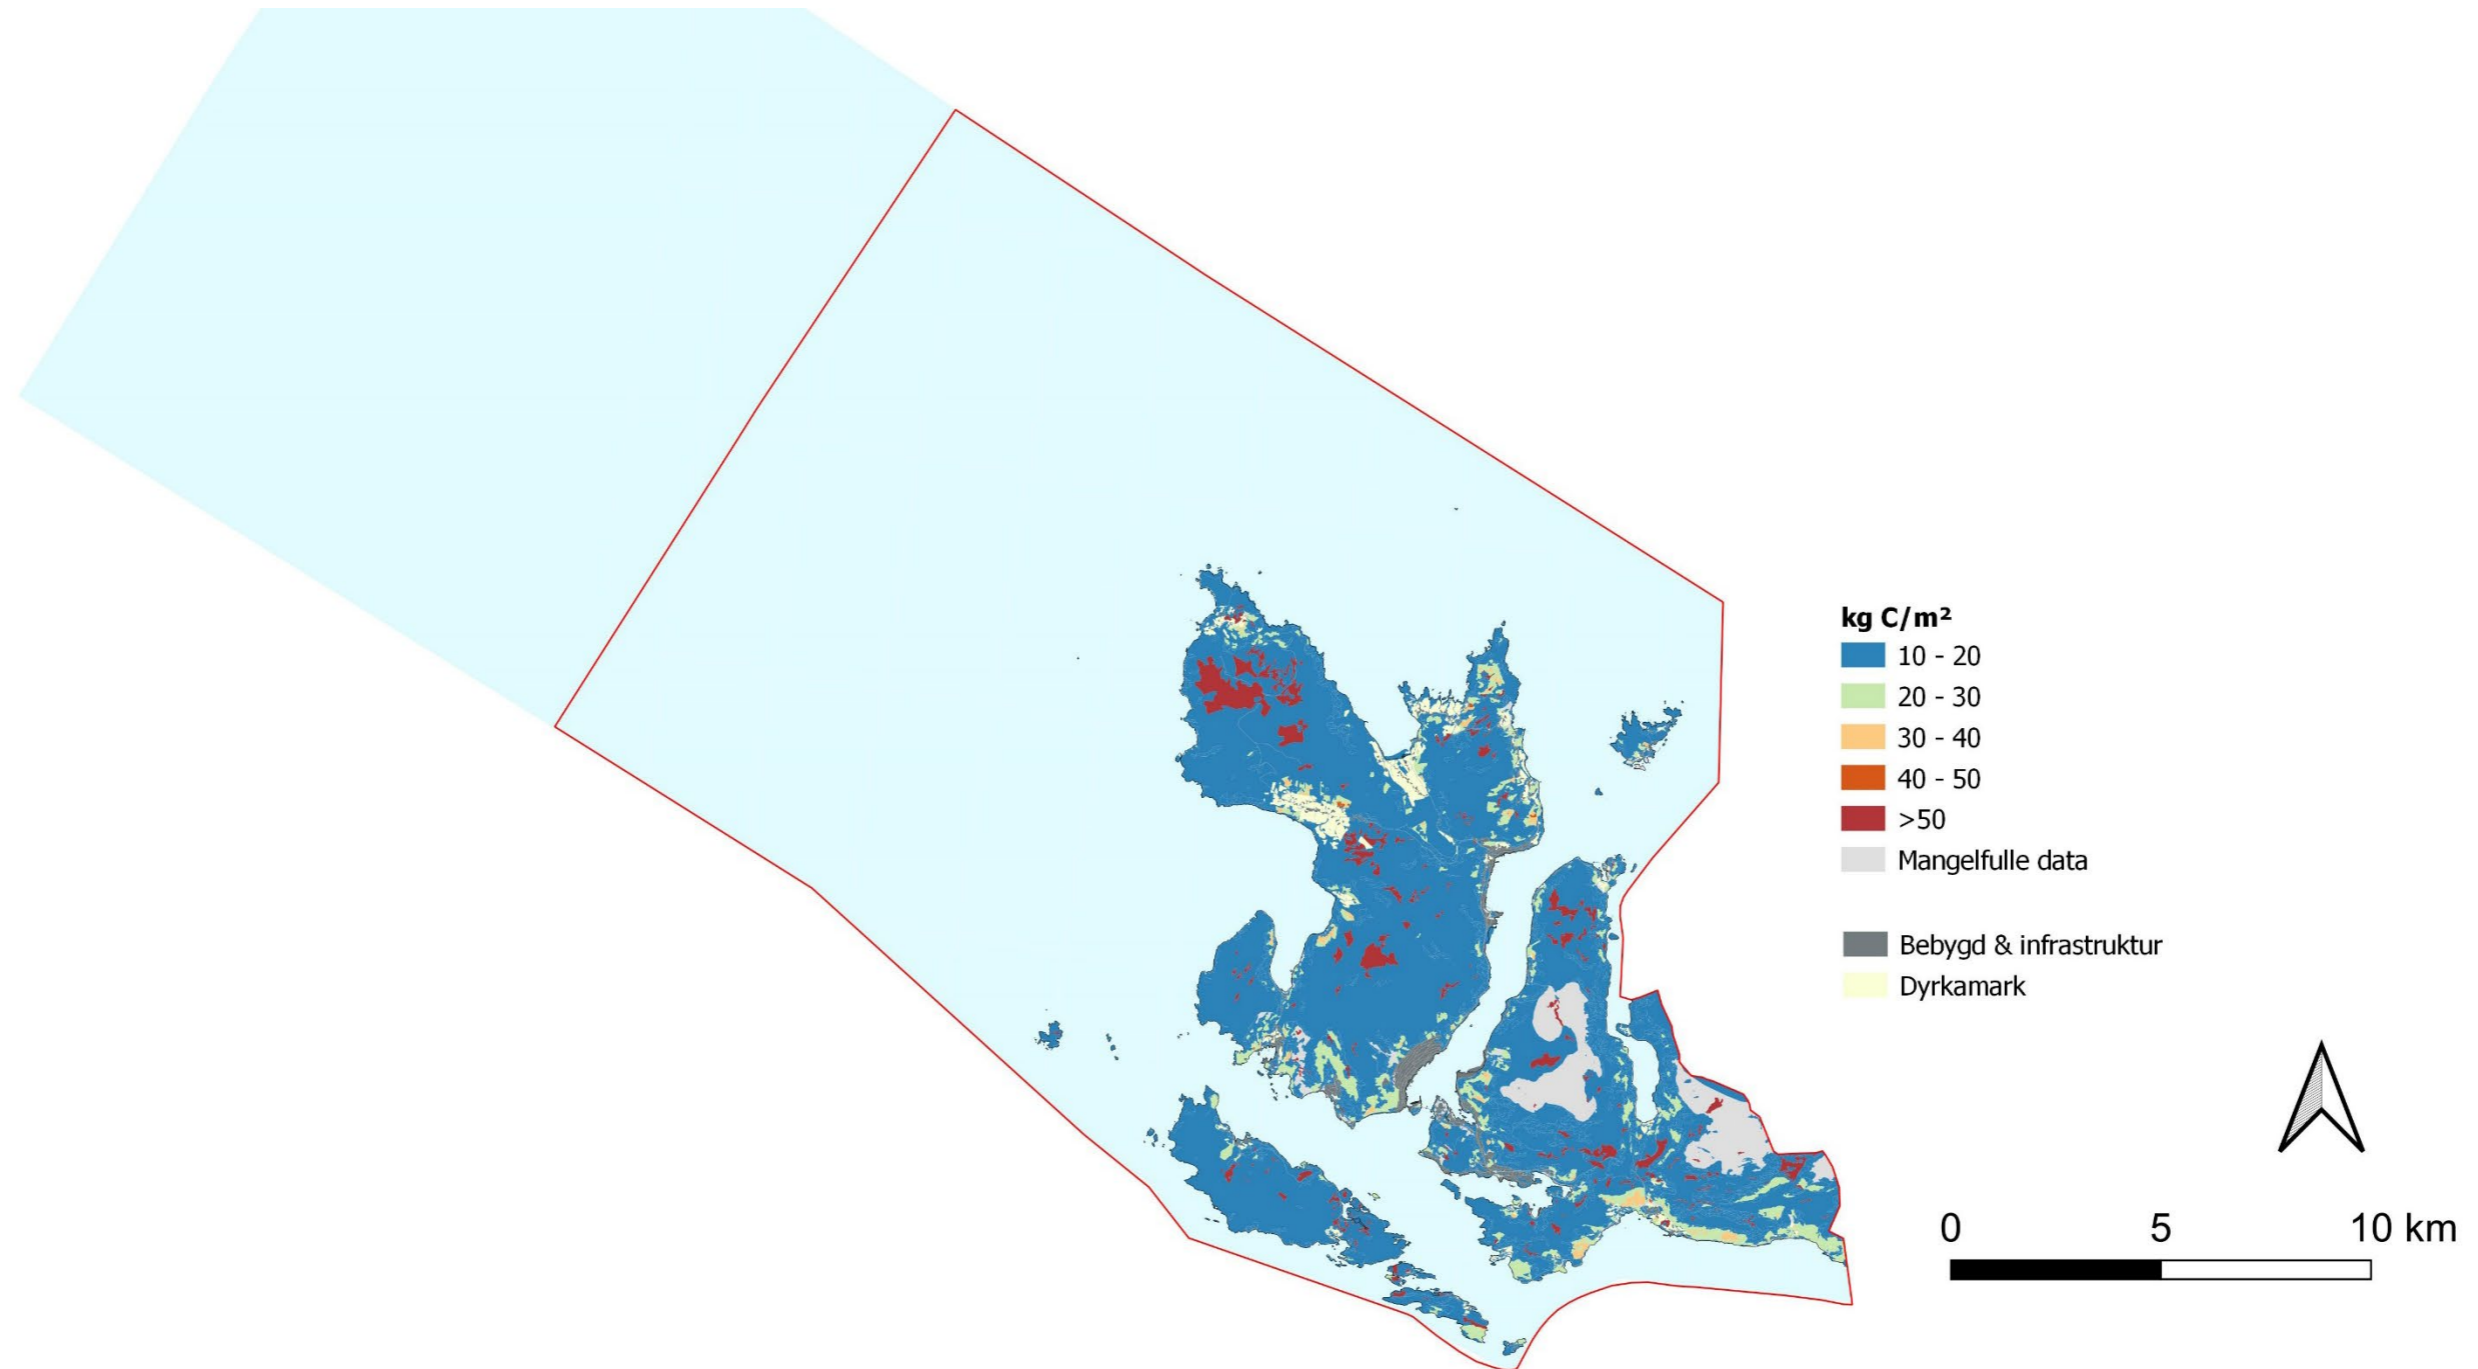 kg C/m²
10 - 20
20 - 30
30 - 40
40 - 50
>50
Mangelfulle data
Bebygd & infrastruktur
Dyrkamark
0 5 10 km